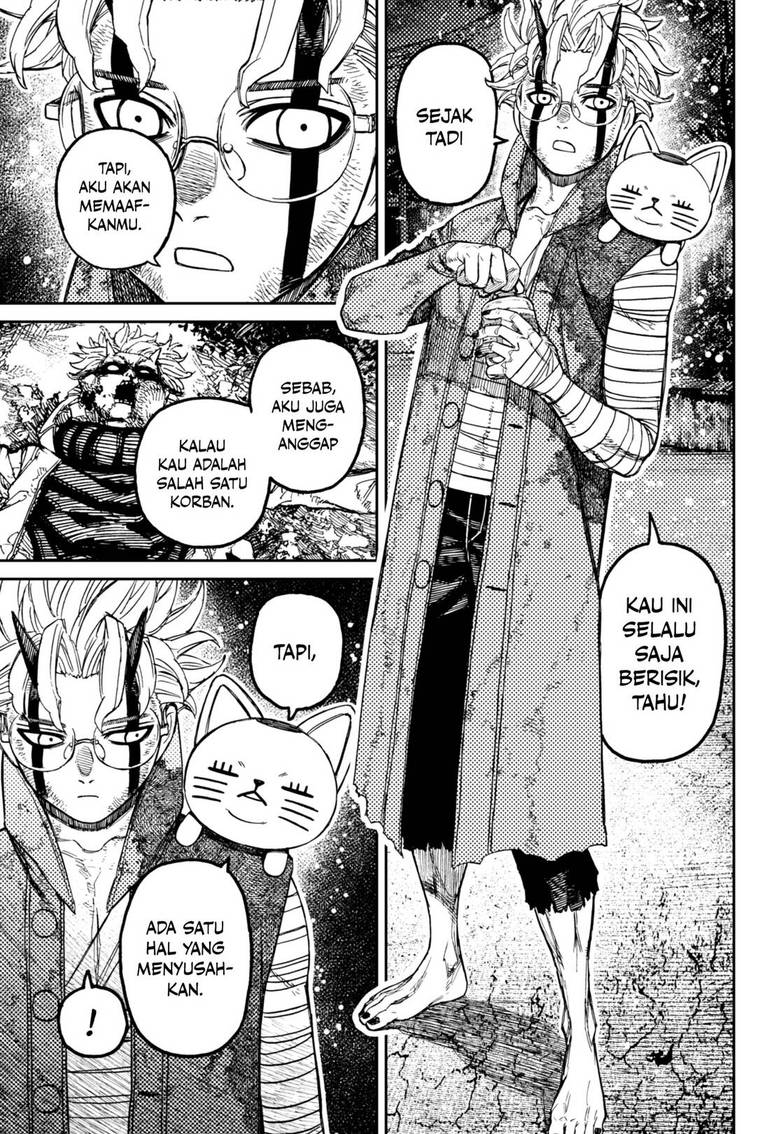 SEJAK
TADI
KAU INI
SELALU
SAJA
BERISIK,
TAHU!
TAPI,
AKU AKAN
MEMAAF-
KANMU.
SEBAB,
AKU JUGA
MENG-
ANGGAP
KALAU
KAU ADALAH
SALAH SATU
KORBAN.
TAPI,
ADA SATU
HAL YANG
MENYUSAH-
KAN.
!